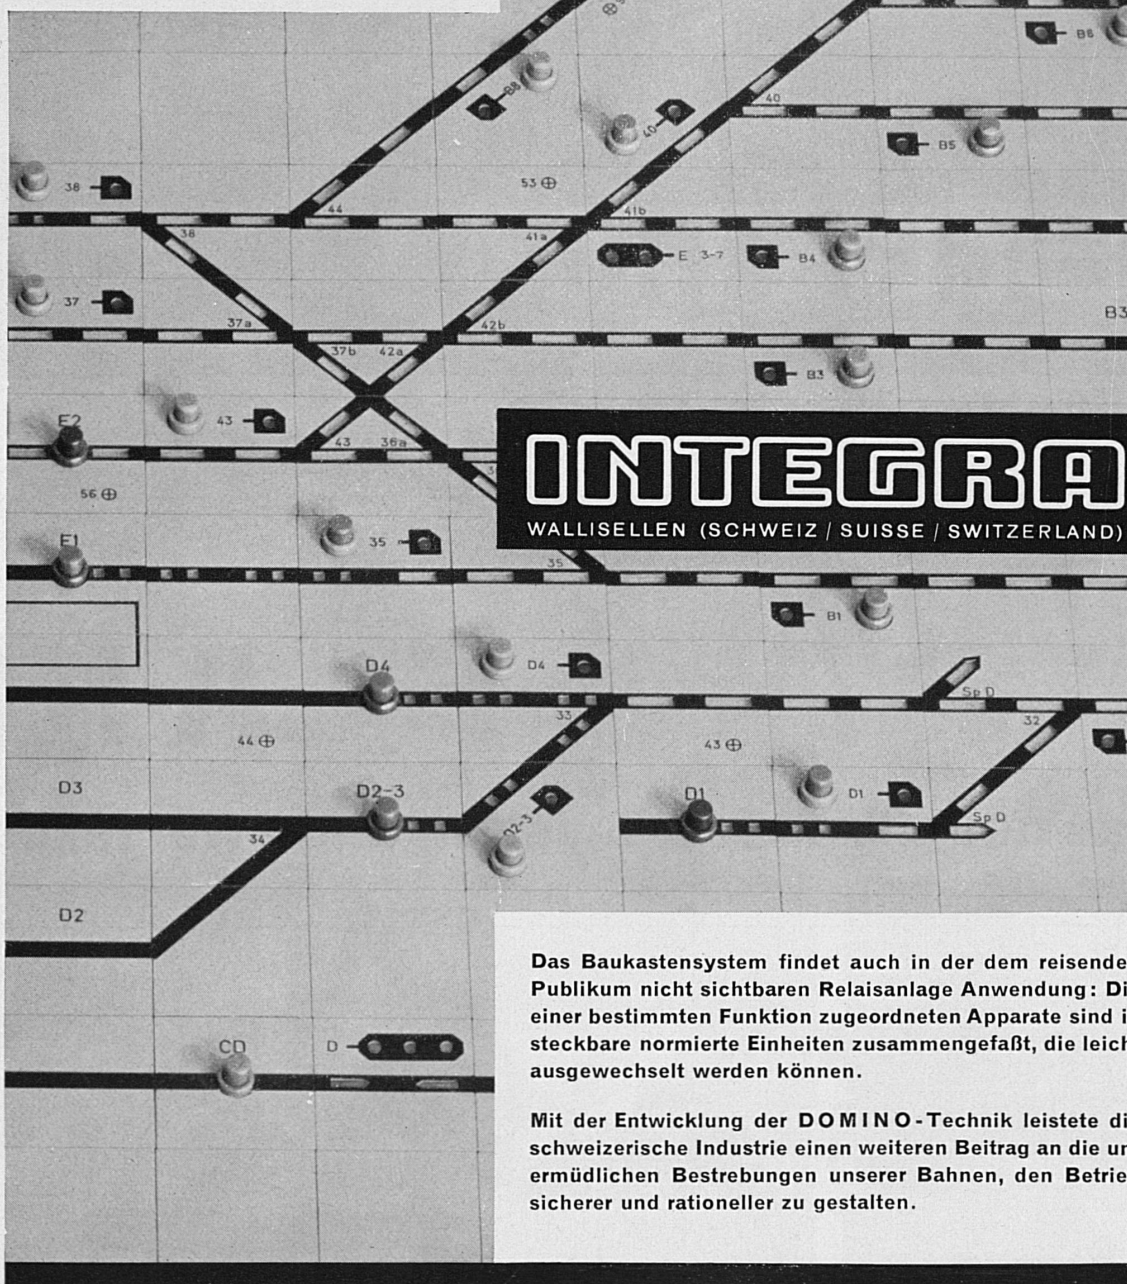 B8
B6
40
40
B5
38
53
44
41b
38
41a
E 3-7
B4
37
B3
37a
42b
37b
42a
B3
E2
43
43
36a
INTEGRA
WALLISELLEN (SCHWEIZ / SUISSE / SWITZERLAND)
56
E1
35
35
B1
D4
D4
Sp D
33
32
44
43
D3
D2-3
D1
D1
D2-3
Sp D
34
D2
CD
D
Das Baukastensystem findet auch in der dem reisende
Publikum nicht sichtbaren Relaisanlage Anwendung: Di
einer bestimmten Funktion zugeordneten Apparate sind i
steckbare normierte Einheiten zusammengefaßt, die leich
ausgewechselt werden können.
Mit der Entwicklung der DOMINO-Technik leistete di
schweizerische Industrie einen weiteren Beitrag an die un
ermüdlichen Bestrebungen unserer Bahnen, den Betrie
sicherer und rationeller zu gestalten.